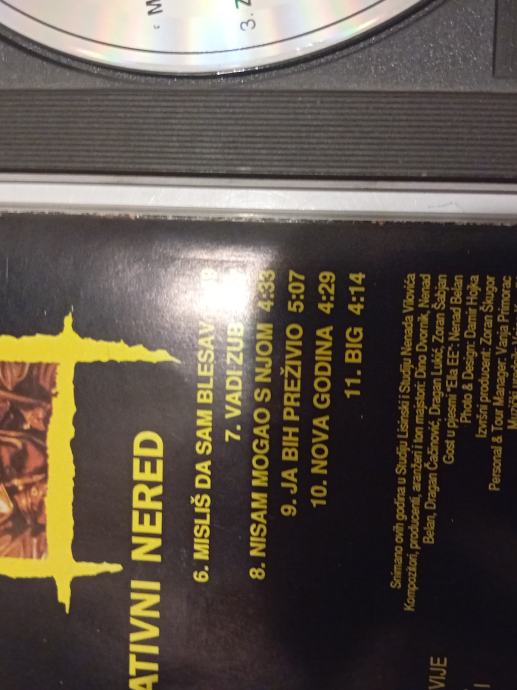 M
3. Z
ATIVNI NERED
6. MISLIŠ DA SAM BLESAV
7. VADI ZUB
8. NISAM MOGAO S NJOM 4:33
9. JA BIH PREŽIVIO 5:07
10. NOVA GODINA 4:29
11. BIG 4:14
Snimano ovih godina u Studiju Lisinski i Studiju Nenada Vilovića
Kompozitori, producenti, aranžeri i ton majstori: Dino Dvornik, Nenad
Belan, Dragan Čačinović, Dragan Lukić, Zoran
Gost u pjesmi "Ella EE": Nenad Belan
Photo & Design: Damir Hojka
Izvršni producent: Zoran Škugor
Personal & Tour Manager: Vanja Primorac
VIJE